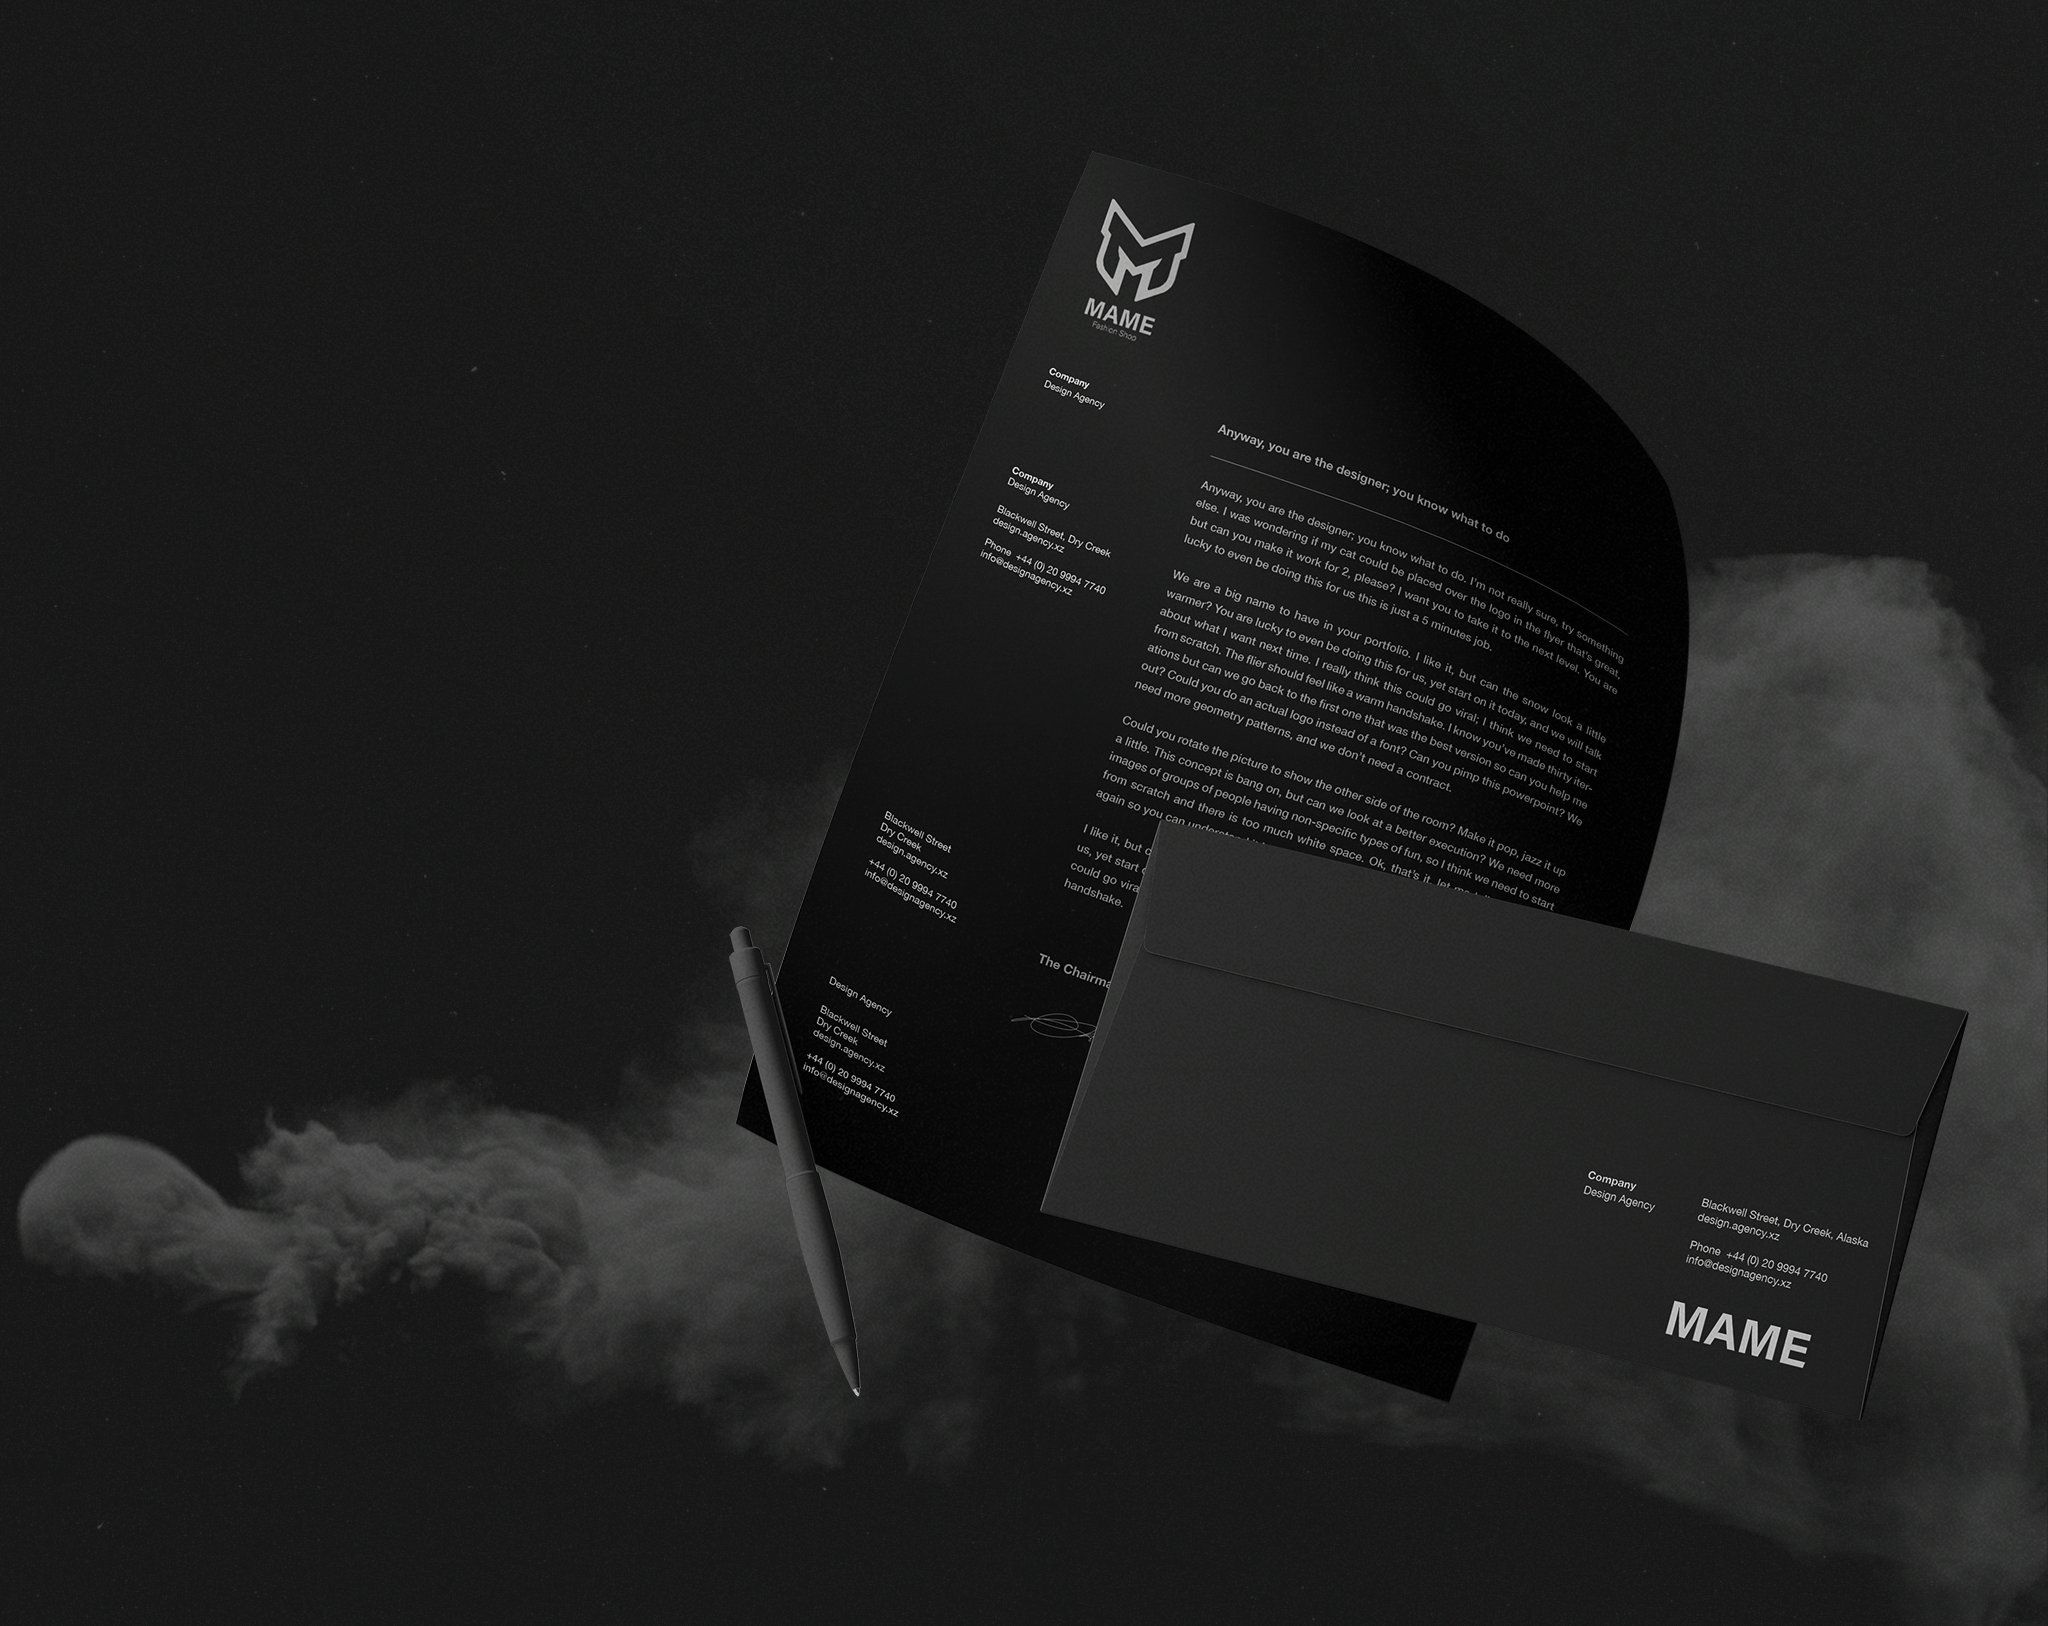 MAME
Fashion Shop
Company
Design Agency
Company
Design Agency
Blackwell Street, Dry Creek
design.agency.xz
Phone +44 (0) 20 9994 7740
info@designagency.xz
Blackwell Street
Dry Creek
design.agency.xz
+44 (0) 20 9994 7740
info@designagency.xz
Design Agency
Blackwell Street
Dry Creek
design.agency.xz
+44 (0) 20 9994 7740
info@designagency.xz
Anyway, you are the designer; you know what to do
Anyway, you are the designer; you know what to do. I'm not really sure, try something
else. I was wondering if my cat could be placed over the logo in the flyer that's great,
but can you make it work for 2, please? I want you to take it to the next level. You are
lucky to even be doing this for us this is just a 5 minutes job.
We are a big name to have in your portfolio. I like it, but can the snow look a little
warmer? You are lucky to even be doing this for us, yet start on it today, and we will talk
about what I want next time. I really think this could go viral; I think we need to start
from scratch. The flier should feel like a warm handshake. I know you've made thirty iter-
ations but can we go back to the first one that was the best version so can you help me
out? Could you do an actual logo instead of a font? Can you pimp this powerpoint? We
need more geometry patterns, and we don't need a contract.
Could you rotate the picture to show the other side of the room? Make it pop, jazz it up
a little. This concept is bang on, but can we look at a better execution? We need more
images of groups of people having non-specific types of fun, so I think we need to start
from scratch and there is too much white space. Ok, that's it, let me
again so you can
I like it, but
us, yet start
could go vira
handshake.
The Chairma
Company
Design Agency
Blackwell Street, Dry Creek, Alaska
design.agency.xz
Phone +44 (0) 20 9994 7740
info@designagency.xz
MAME